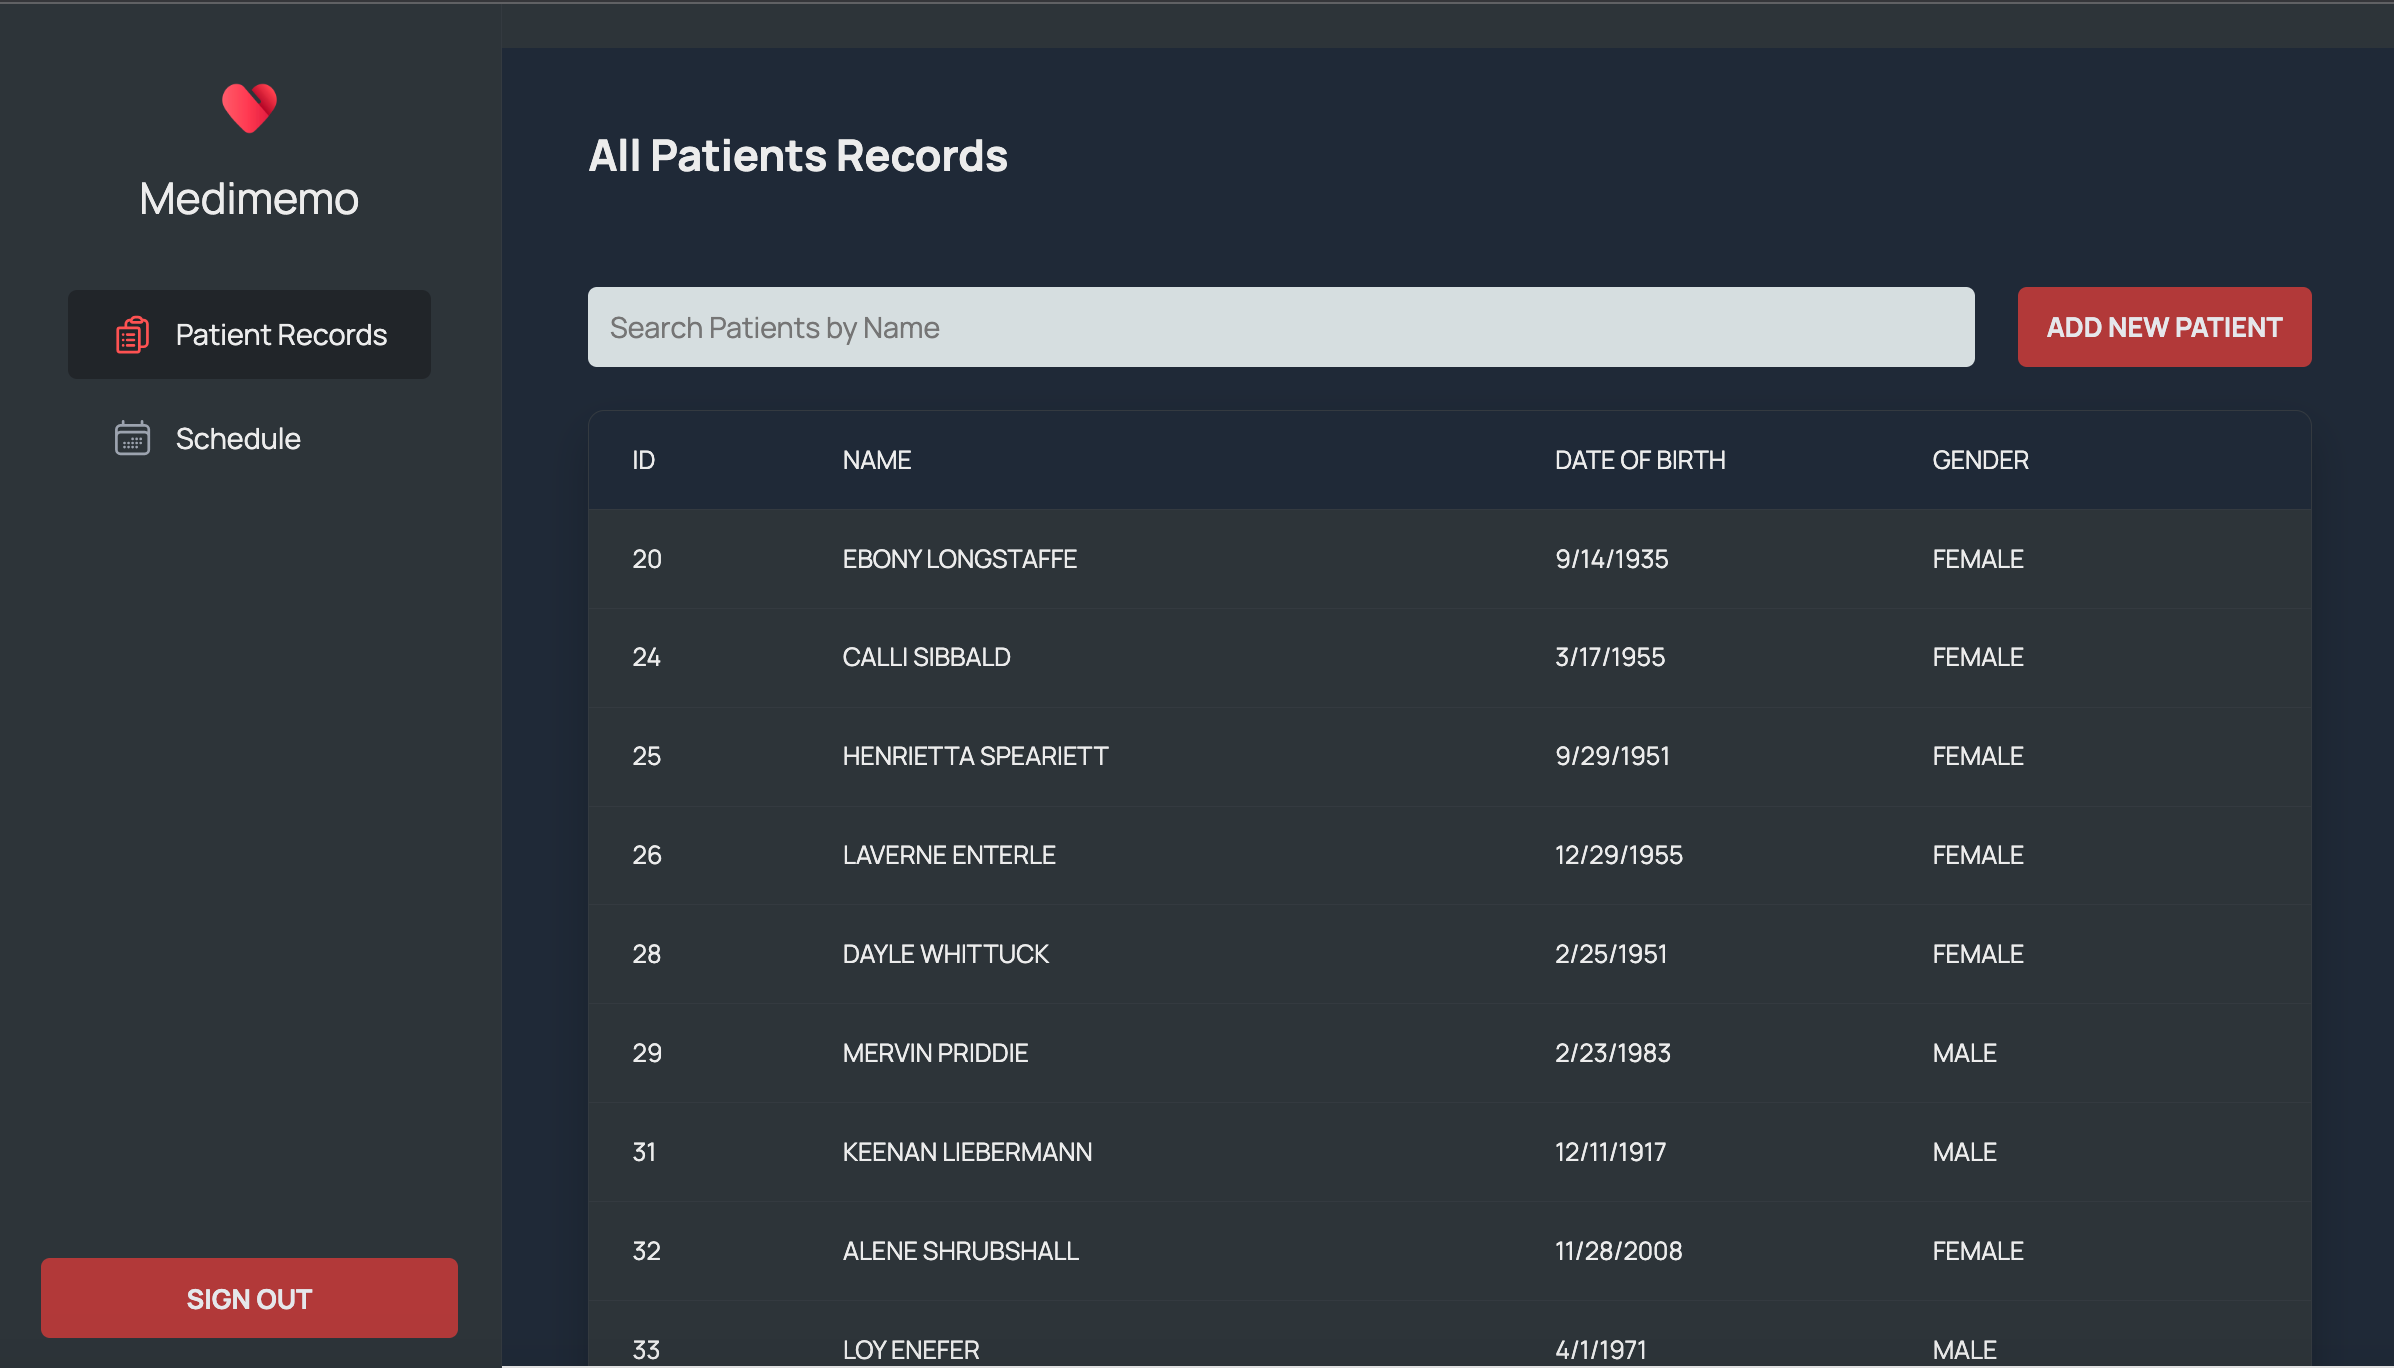 Medimemo
Patient Records
Schedule
SIGN OUT
All Patients Records
Search Patients by Name
ADD NEW PATIENT
ID NAME DATE OF BIRTH GENDER
20 EBONY LONGSTAFFE 9/14/1935 FEMALE
24 CALLI SIBBALD 3/17/1955 FEMALE
25 HENRIETTA SPEARIETT 9/29/1951 FEMALE
26 LAVERNE ENTERLE 12/29/1955 FEMALE
28 DAYLE WHITTUCK 2/25/1951 FEMALE
29 MERVIN PRIDDIE 2/23/1983 MALE
31 KEENAN LIEBERMANN 12/11/1917 MALE
32 ALENE SHRUBSHALL 11/28/2008 FEMALE
33 LOY ENEFER 4/1/1971 MALE